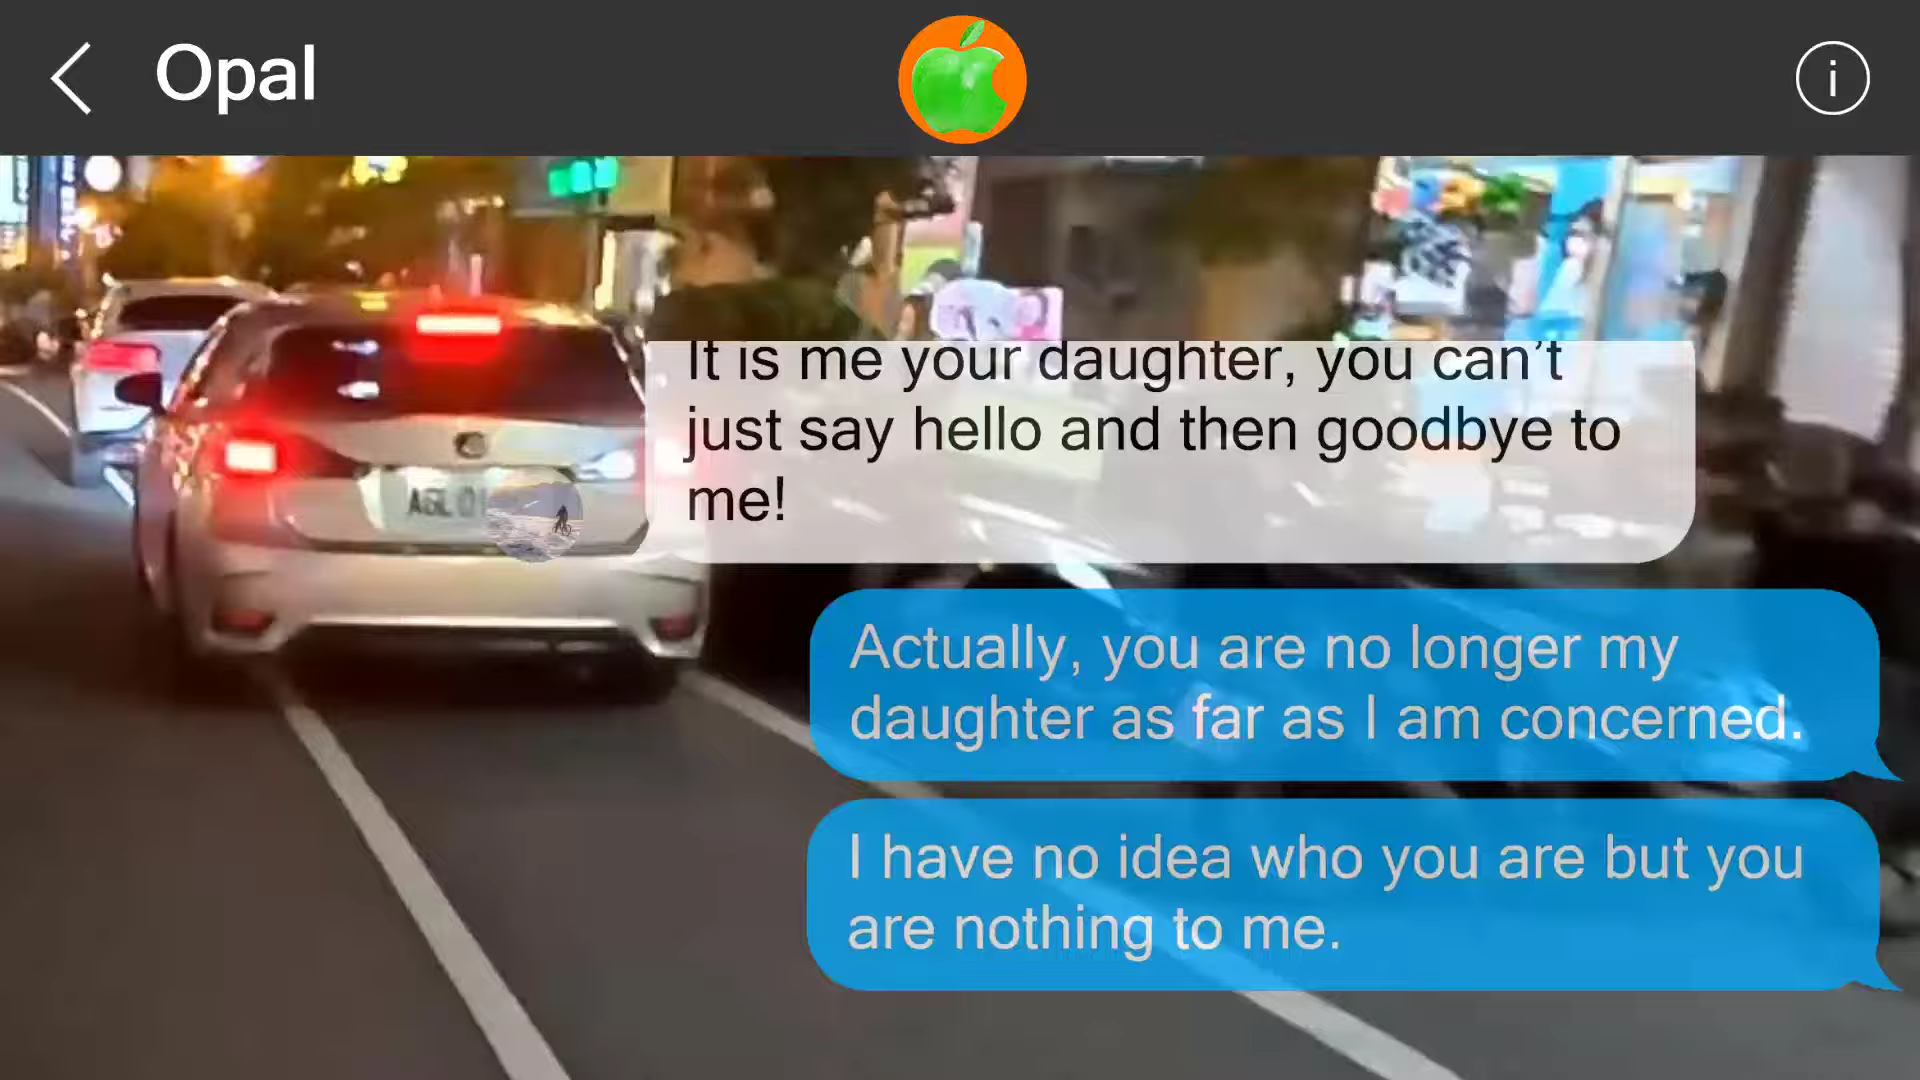 Opal
i
It is me your daughter, you can't
just say hello and then goodbye to
me!
Actually, you are no longer my
daughter as far as I am concerned.
I have no idea who you are but you
are nothing to me.